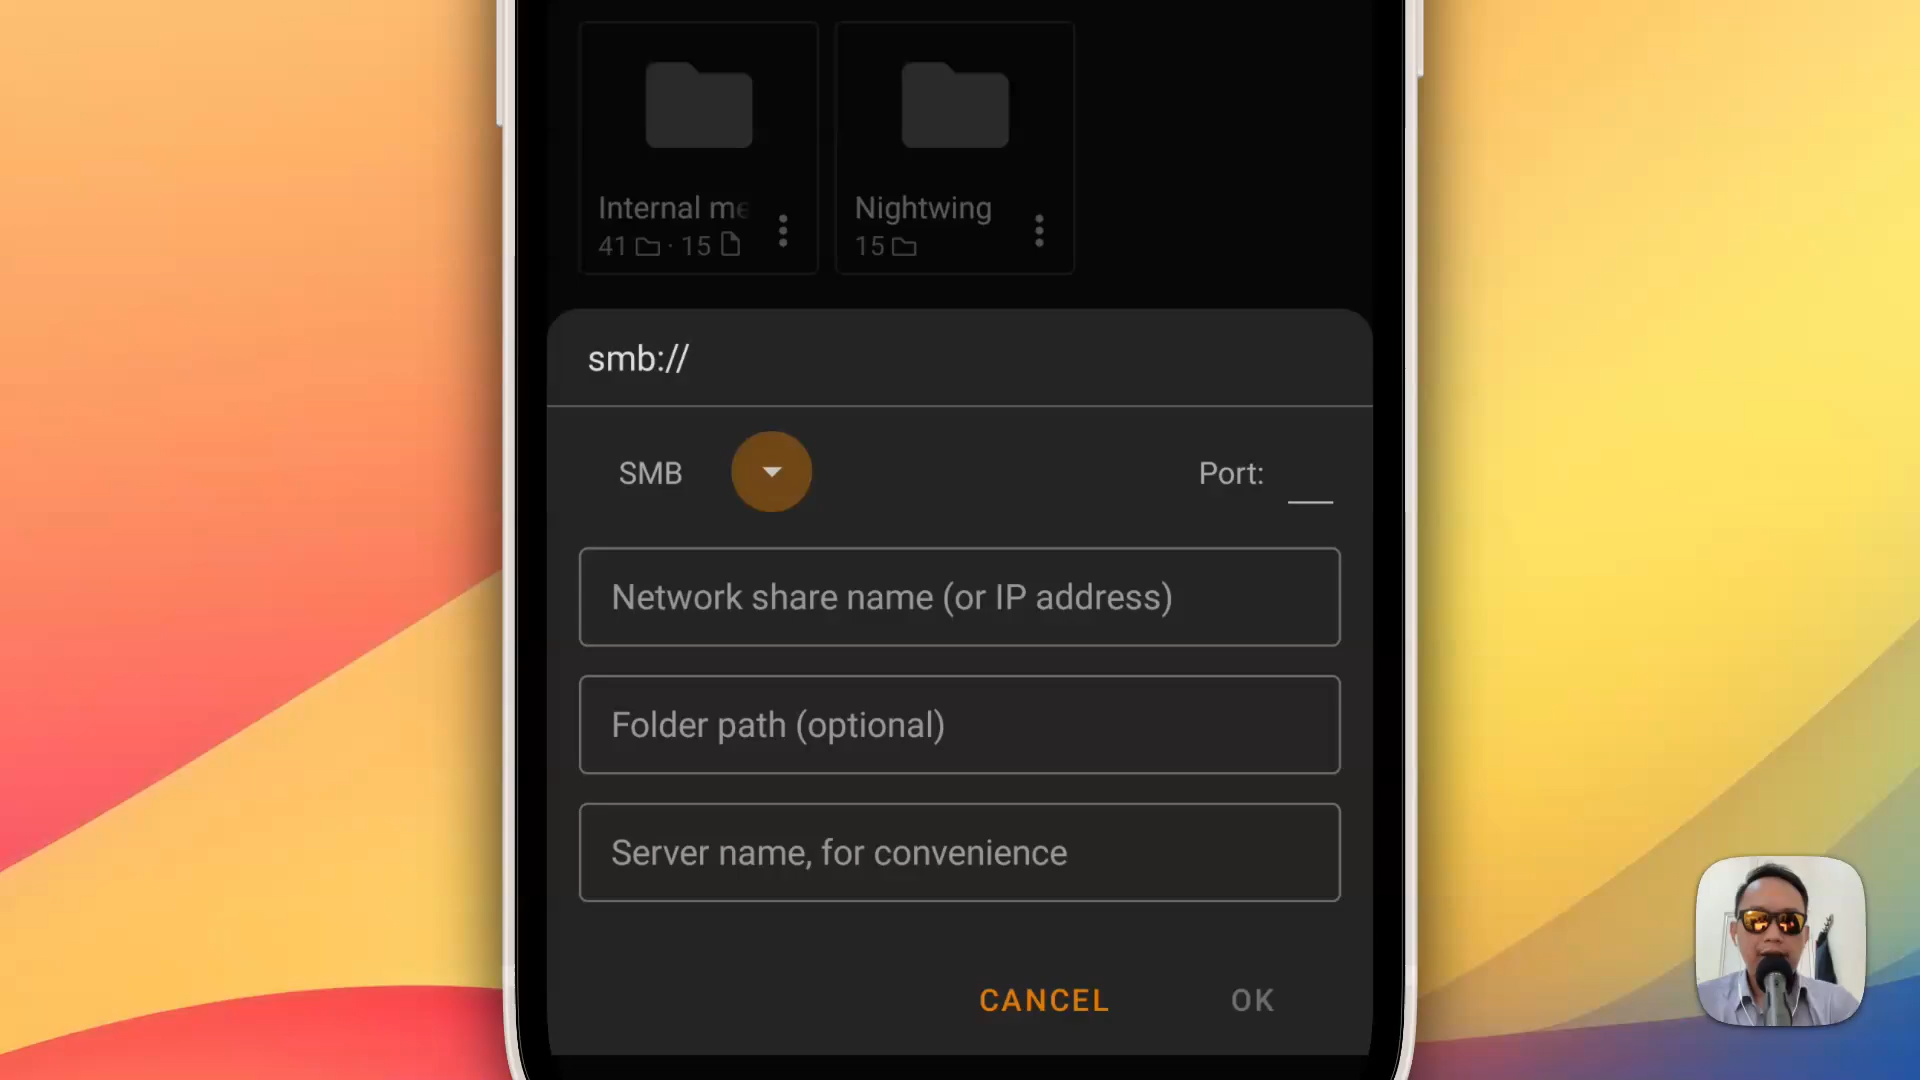 Internal me
41 · 15
Nightwing
15
smb://
SMB
Port:
Network share name (or IP address)
Folder path (optional)
Server name, for convenience
CANCEL
OK